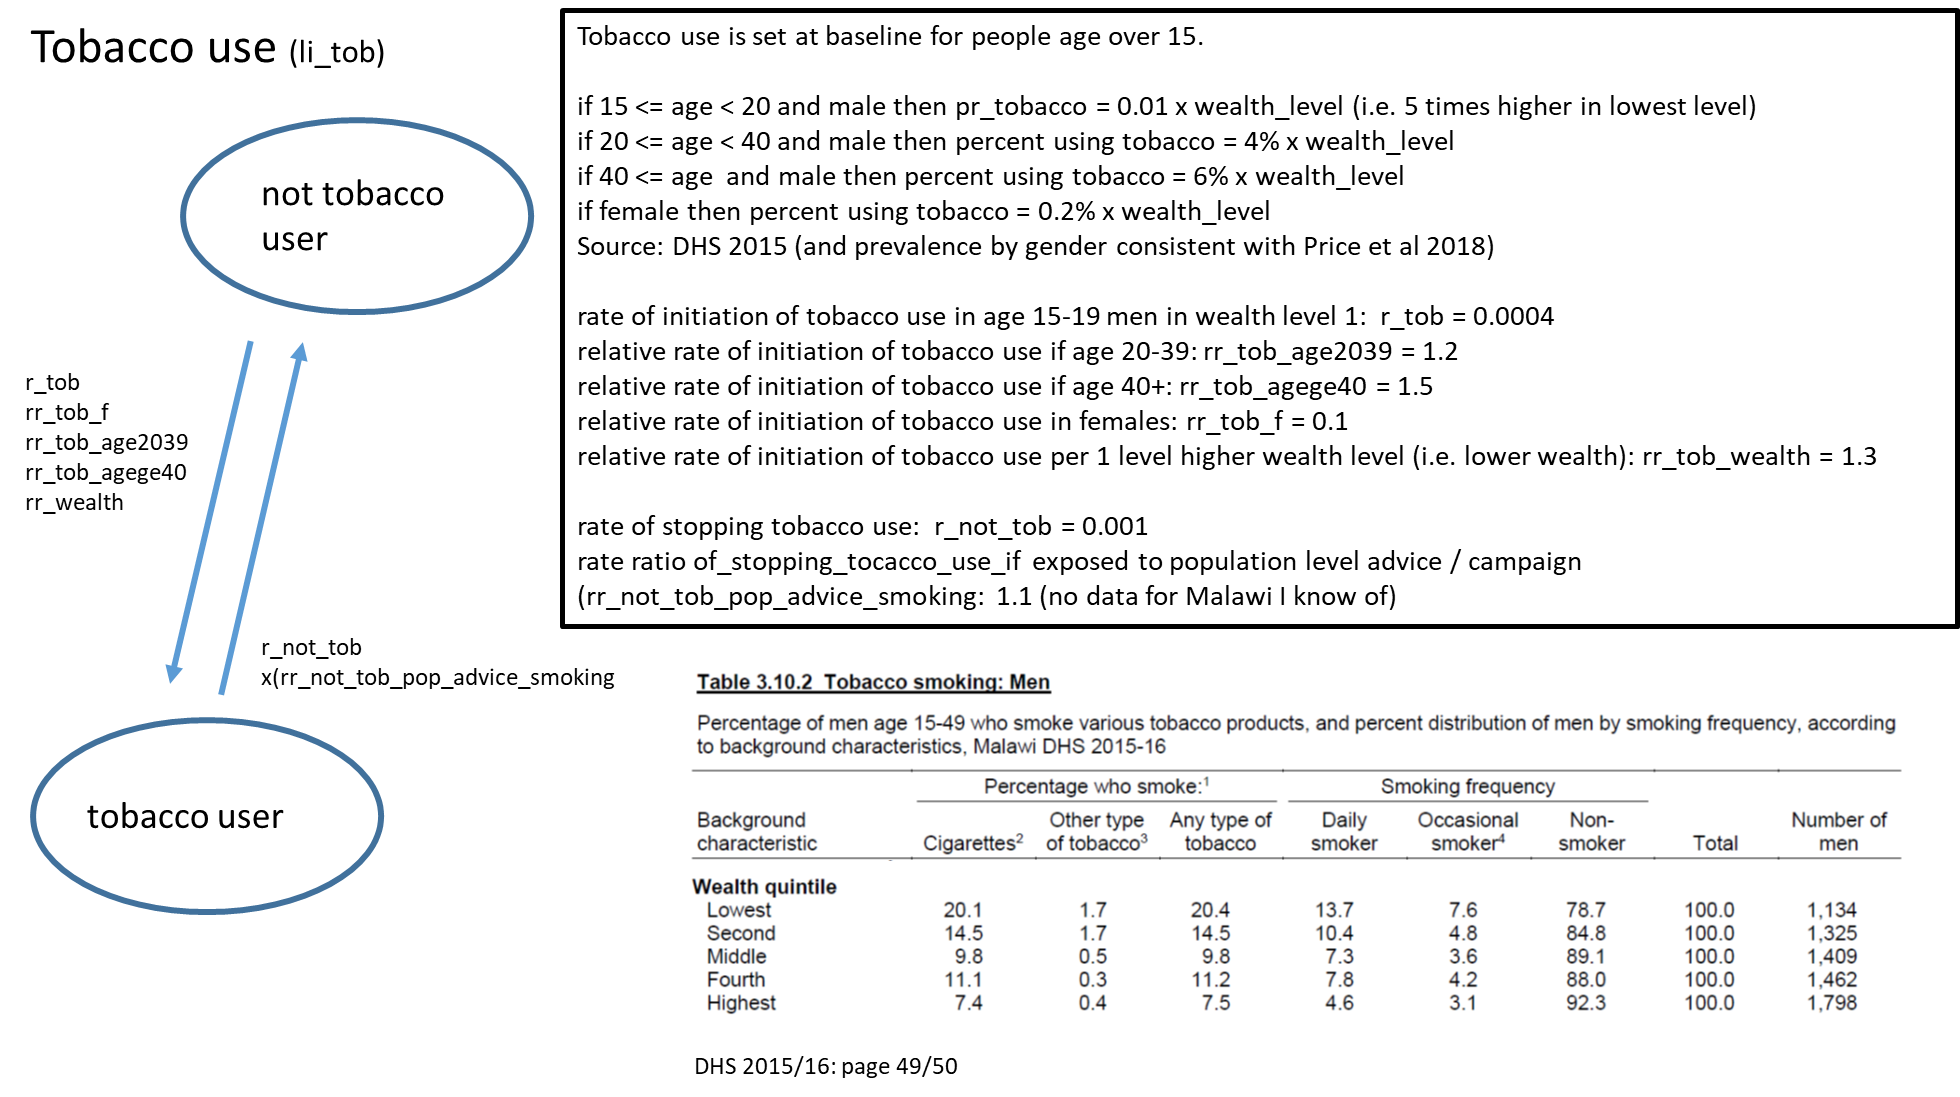 Tobacco use (li_tob)
not tobacco
user
r_tob
rr_tob_f
rr_tob_age2039
rr_tob_agege40
rr_wealth
r_not_tob
x(rr_not_tob_pop_advice_smoking
tobacco user
Tobacco use is set at baseline for people age over 15.
if 15 <= age < 20 and male then pr_tobacco = 0.01 x wealth_level (i.e. 5 times higher in lowest level)
if 20 <= age < 40 and male then percent using tobacco = 4% x wealth_level
if 40 <= age  and male then percent using tobacco = 6% x wealth_level
if female then percent using tobacco = 0.2% x wealth_level
Source: DHS 2015 (and prevalence by gender consistent with Price et al 2018)
rate of initiation of tobacco use in age 15-19 men in wealth level 1:  r_tob = 0.0004
relative rate of initiation of tobacco use if age 20-39: rr_tob_age2039 = 1.2
relative rate of initiation of tobacco use if age 40+: rr_tob_agege40 = 1.5
relative rate of initiation of tobacco use in females: rr_tob_f = 0.1
relative rate of initiation of tobacco use per 1 level higher wealth level (i.e. lower wealth): rr_tob_wealth = 1.3
rate of stopping tobacco use:  r_not_tob = 0.001
rate ratio of_stopping_tocacco_use_if  exposed to population level advice / campaign
(rr_not_tob_pop_advice_smoking:  1.1 (no data for Malawi I know of)
Table 3.10.2  Tobacco smoking: Men
Percentage of men age 15-49 who smoke various tobacco products, and percent distribution of men by smoking frequency, according
to background characteristics, Malawi DHS 2015-16
Percentage who smoke:¹ Smoking frequency
Background Other type Any type of Daily Occasional Non- Number of
characteristic Cigarettes² of tobacco³ tobacco smoker smoker⁴ smoker Total men
Wealth quintile
Lowest 20.1 1.7 20.4 13.7 7.6 78.7 100.0 1,134
Second 14.5 1.7 14.5 10.4 4.8 84.8 100.0 1,325
Middle 9.8 0.5 9.8 7.3 3.6 89.1 100.0 1,409
Fourth 11.1 0.3 11.2 7.8 4.2 88.0 100.0 1,462
Highest 7.4 0.4 7.5 4.6 3.1 92.3 100.0 1,798
DHS 2015/16: page 49/50